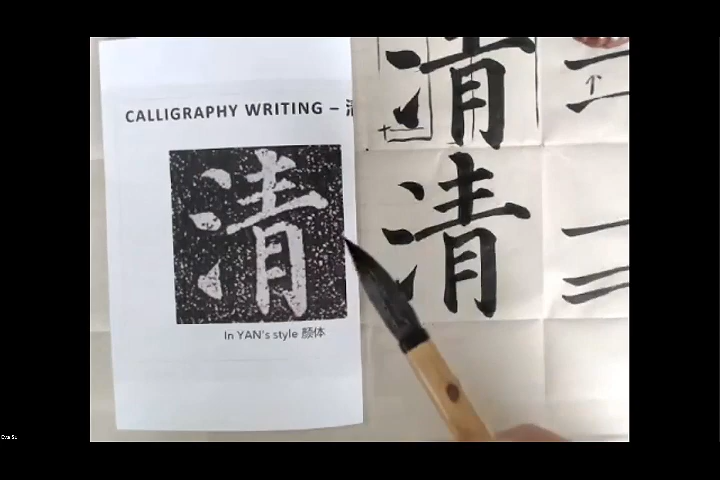 CALLIGRAPHY WRITING –
清
In YAN's style 颜体
清
清